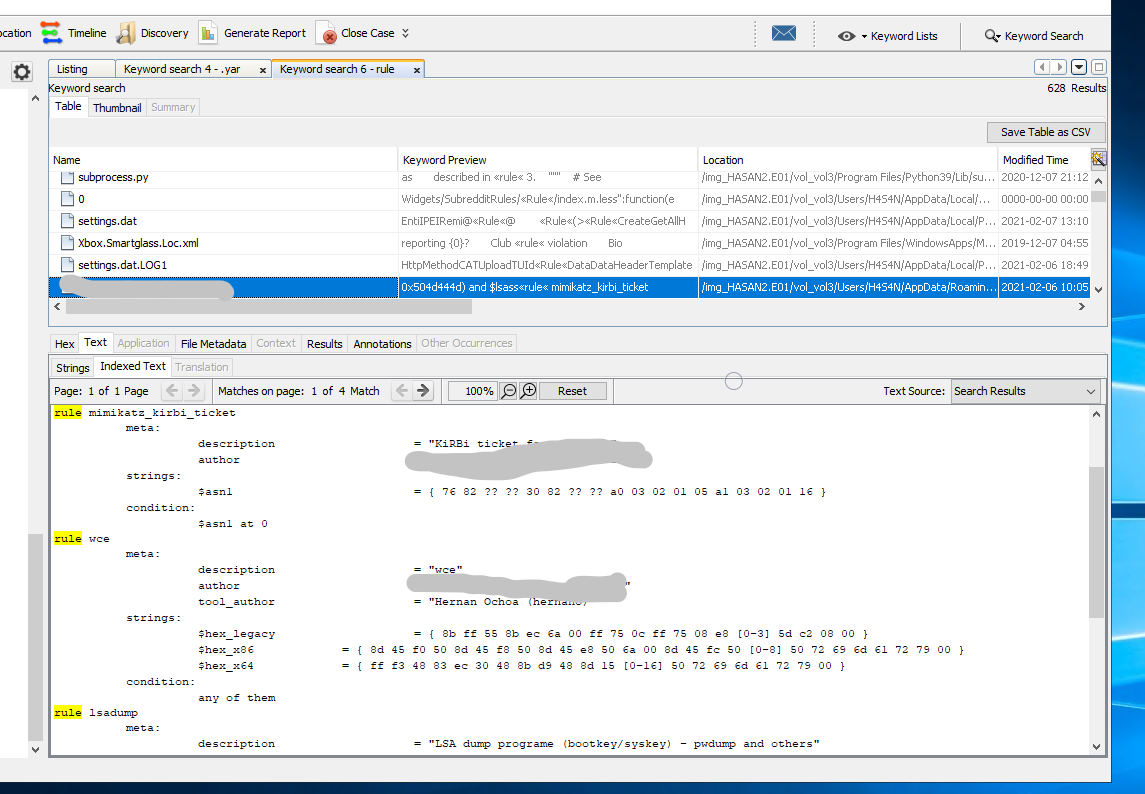 ocation Timeline Discovery Generate Report Close Case Keyword Lists Keyword Search
Listing Keyword search 4 - .yar x Keyword search 6 - rule x
Keyword search 628 Results
Table Thumbnail Summary
Save Table as CSV
Name Keyword Preview Location Modified Time
subprocess.py as described in «rule« 3. """ # See /img_HASAN2.E01/vol_vol3/Program Files/Python39/Lib/su... 2020-12-07 21:12
0 Widgets/SubredditRules/<Rule«/index.m.less":function(e /img_HASAN2.E01/vol_vol3/Users/H4S4N/AppData/Local/... 0000-00-00 00:00
settings.dat EntiIPEIRemi@«Rule«@ «Rule«(><Rule«CreateGetAllH /img_HASAN2.E01/vol_vol3/Users/H4S4N/AppData/Local/P... 2021-02-07 13:10
Xbox.Smartglass.Loc.xml reporting {0}? Club «rule« violation Bio /img_HASAN2.E01/vol_vol3/Program Files/WindowsApps/M... 2019-12-07 04:55
settings.dat.LOG1 HttpMethodCATUploadTUId«Rule«DataDataHeaderTemplate /img_HASAN2.E01/vol_vol3/Users/H4S4N/AppData/Local/P... 2021-02-06 18:49
0x504d444d) and $lsass«rule« mimikatz_kirbi_ticket /img_HASAN2.E01/vol_vol3/Users/H4S4N/AppData/Roamin... 2021-02-06 10:05
Hex Text Application File Metadata Context Results Annotations Other Occurrences
Strings Indexed Text Translation
Page: 1 of 1 Page Matches on page: 1 of 4 Match 100% Reset Text Source: Search Results
rule mimikatz_kirbi_ticket
meta:
description = "KiRBi ticket
author
strings:
$asn1 = { 76 82 ?? ?? 30 82 ?? ?? a0 03 02 01 05 a1 03 02 01 16 }
condition:
$asn1 at 0
rule wce
meta:
description = "wce"
author "
tool_author = "Hernan Ochoa (hernano)
strings:
$hex_legacy = { 8b ff 55 8b ec 6a 00 ff 75 0c ff 75 08 e8 [0-3] 5d c2 08 00 }
$hex_x86 = { 8d 45 f0 50 8d 45 f8 50 8d 45 e8 50 6a 00 8d 45 fc 50 [0-8] 50 72 69 6d 61 72 79 00 }
$hex_x64 = { ff f3 48 83 ec 30 48 8b d9 48 8d 15 [0-16] 50 72 69 6d 61 72 79 00 }
condition:
any of them
rule lsadump
meta:
description = "LSA dump programe (bootkey/syskey) - pwdump and others"